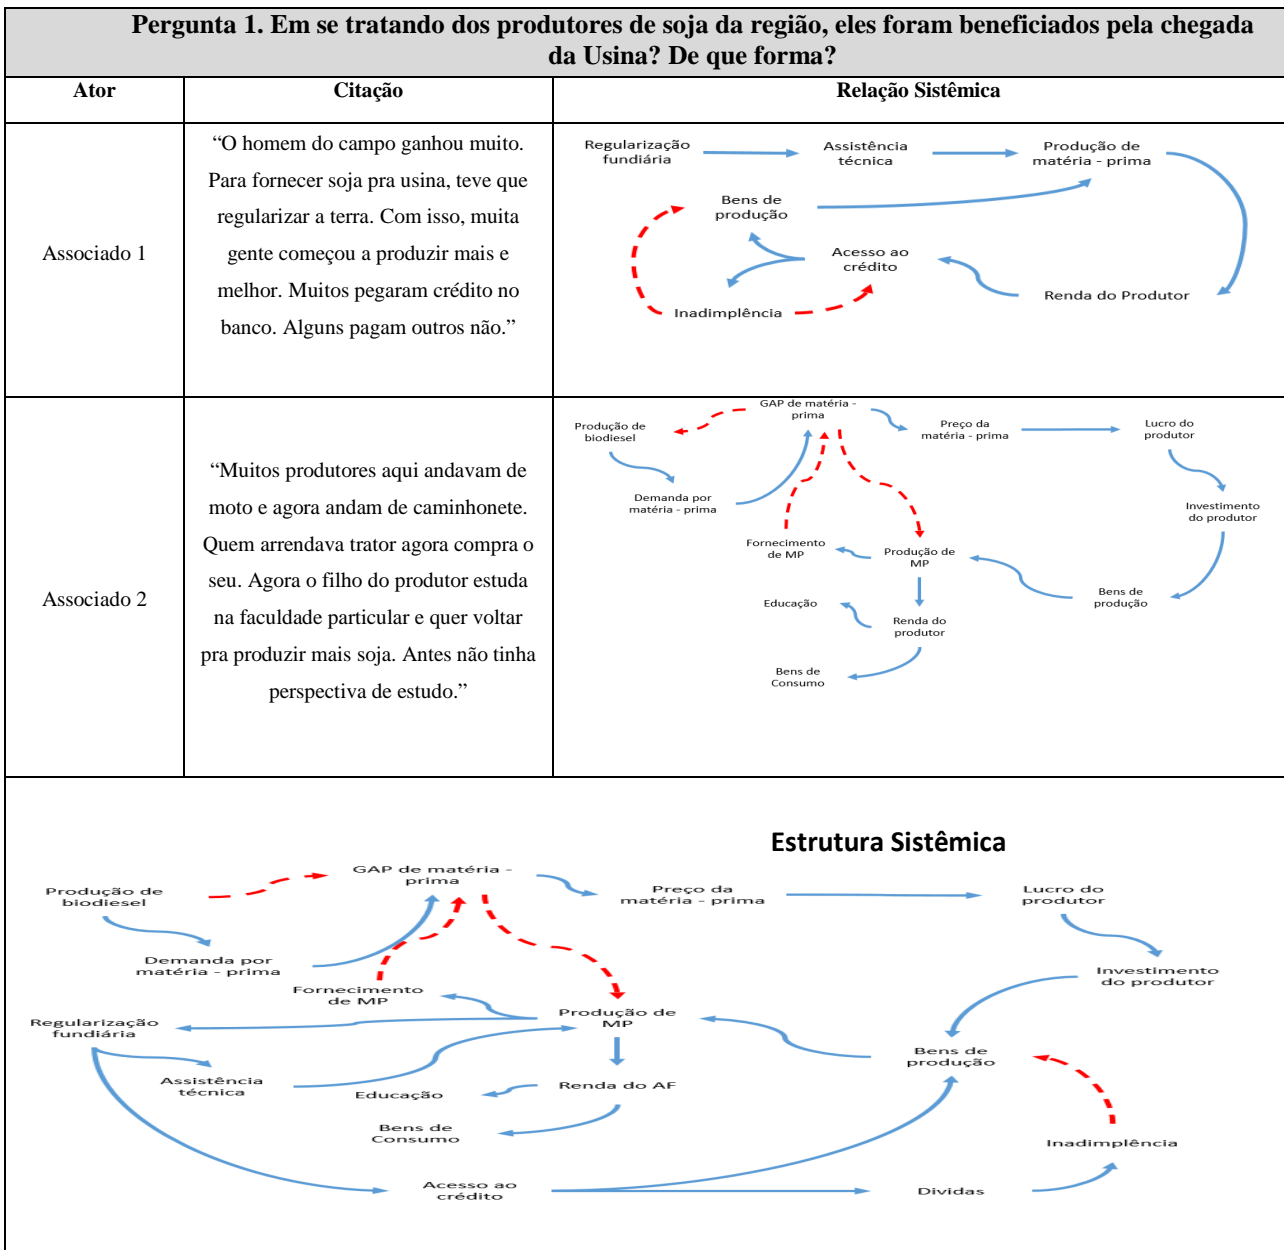 Pergunta 1. Em se tratando dos produtores de soja da região, eles foram beneficiados pela chegada
da Usina? De que forma?
Ator
Citação
Relação Sistêmica
Associado 1
“O homem do campo ganhou muito.
Para fornecer soja pra usina, teve que
regularizar a terra. Com isso, muita
gente começou a produzir mais e
melhor. Muitos pegaram crédito no
banco. Alguns pagam outros não.”
Regularização
fundiária
Assistência
técnica
Produção de
matéria - prima
Bens de
produção
Acesso ao
crédito
Renda do Produtor
Inadimplência
Associado 2
“Muitos produtores aqui andavam de
moto e agora andam de caminhonete.
Quem arrendava trator agora compra o
seu. Agora o filho do produtor estuda
na faculdade particular e quer voltar
pra produzir mais soja. Antes não tinha
perspectiva de estudo.”
GAP de matéria -
prima
Produção de
biodiesel
Preço da
matéria - prima
Lucro do
produtor
Demanda por
matéria - prima
Investimento
do produtor
Fornecimento
de MP
Produção de
MP
Bens de
produção
Educação
Renda do
produtor
Bens de
Consumo
Estrutura Sistêmica
GAP de matéria -
prima
Produção de
biodiesel
Preço da
matéria - prima
Lucro do
produtor
Demanda por
matéria - prima
Investimento
do produtor
Fornecimento
de MP
Regularização
fundiária
Produção de
MP
Bens de
produção
Assistência
técnica
Educação
Renda do AF
Bens de
Consumo
Inadimplência
Acesso ao
crédito
Dividas